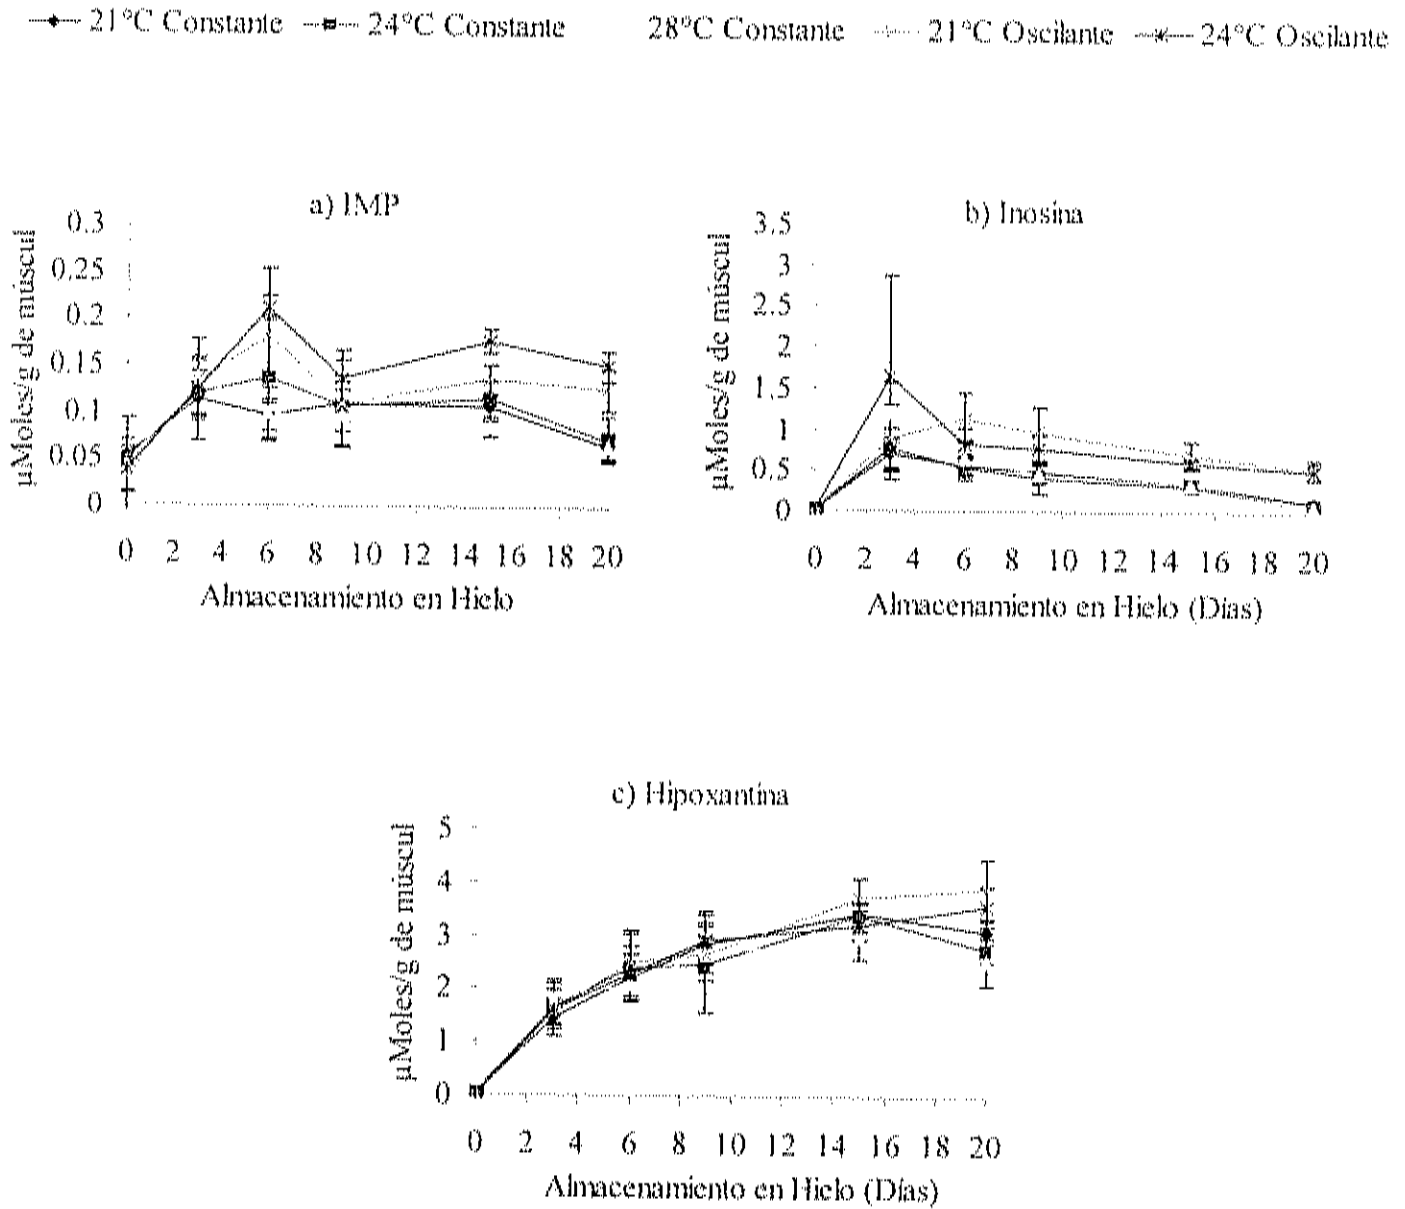 21°C Constante 24°C Constante 28°C Constante 21°C Oscilante 24°C Oscilante
a) IMP
µMoles/g de múscul
0.3
0.25
0.2
0.15
0.1
0.05
0
0 2 4 6 8 10 12 14 16 18 20
Almacenamiento en Hielo
b) Inosina
µMoles/g de múscul
3.5
3
2.5
2
1.5
1
0.5
0
0 2 4 6 8 10 12 14 16 18 20
Almacenamiento en Hielo (Días)
c) Hipoxantina
µMoles/g de múscul
5
4
3
2
1
0
0 2 4 6 8 10 12 14 16 18 20
Almacenamiento en Hielo (Días)